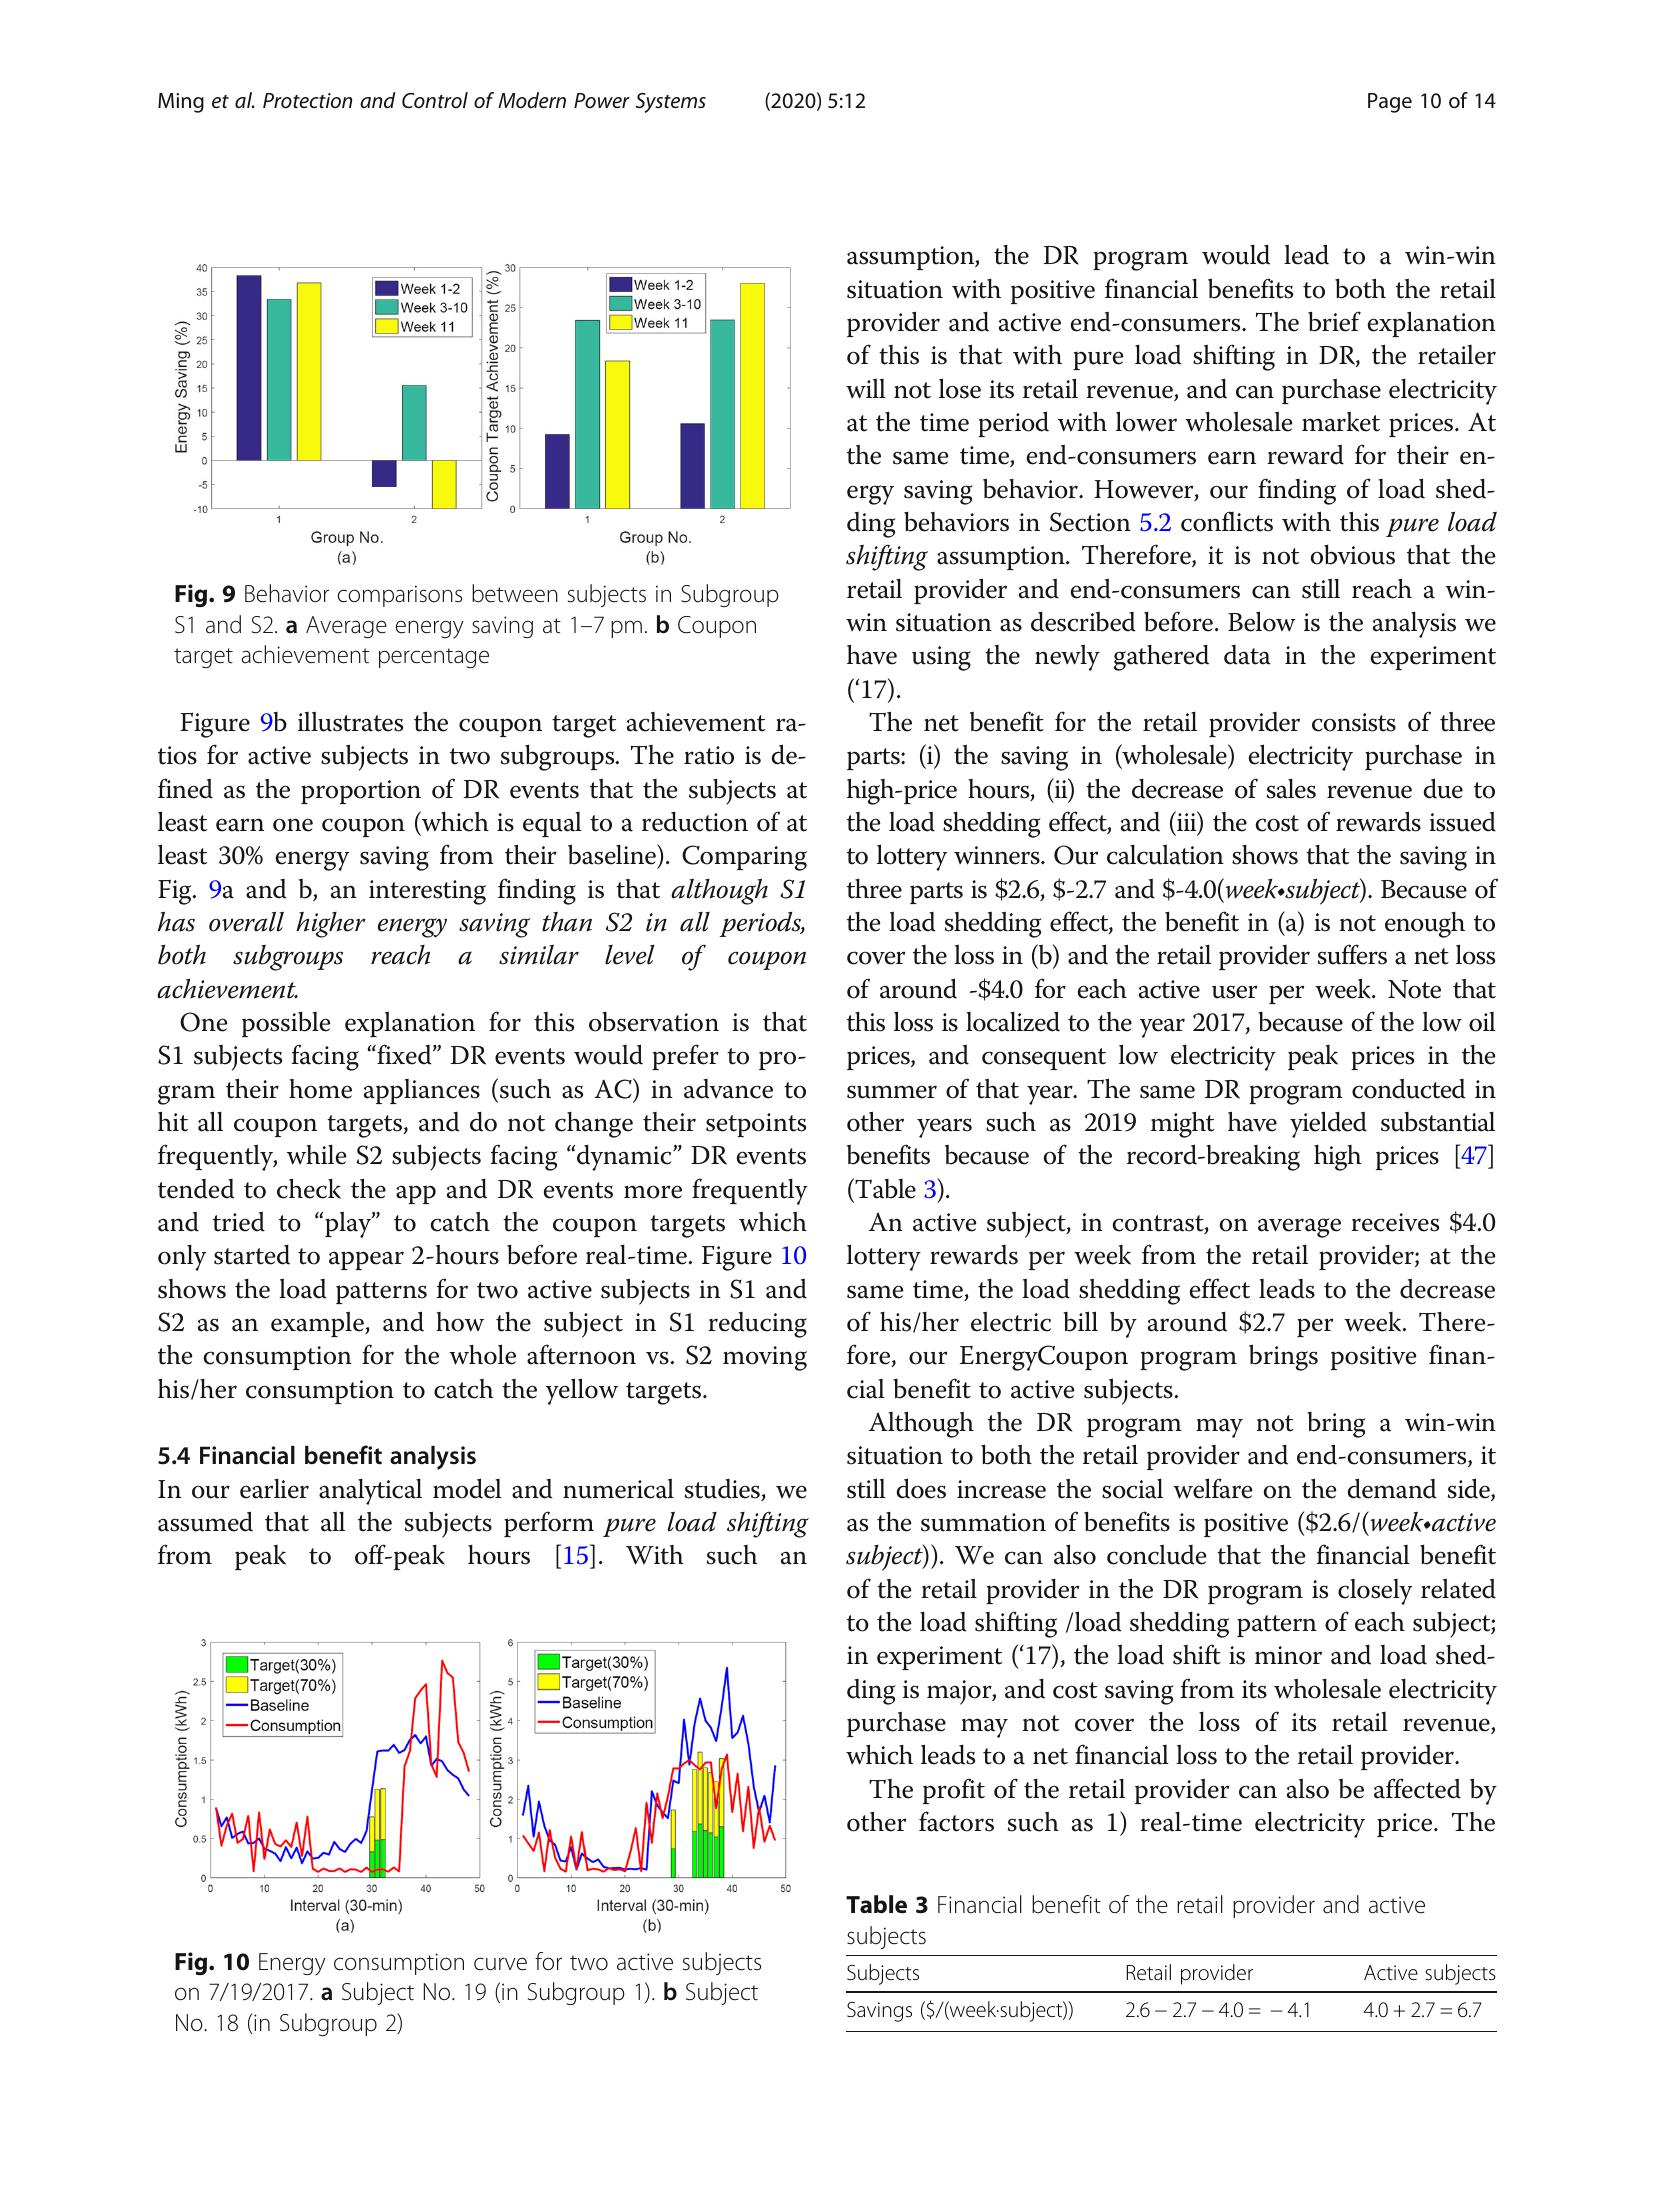 Ming et al. Protection and Control of Modern Power Systems (2020) 5:12 Page 10 of 14
40
35
30
25
20
15
10
5
0
-5
-10
Energy Saving (%)
Week 1-2
Week 3-10
Week 11
1
2
Group No.
(a)
30
25
20
15
10
5
0
Coupon Target Achievement (%)
Week 1-2
Week 3-10
Week 11
1
2
Group No.
(b)
Fig. 9 Behavior comparisons between subjects in Subgroup
S1 and S2. a Average energy saving at 1–7 pm. b Coupon
target achievement percentage
Figure 9b illustrates the coupon target achievement ra-
tios for active subjects in two subgroups. The ratio is de-
fined as the proportion of DR events that the subjects at
least earn one coupon (which is equal to a reduction of at
least 30% energy saving from their baseline). Comparing
Fig. 9a and b, an interesting finding is that although S1
has overall higher energy saving than S2 in all periods,
both subgroups reach a similar level of coupon
achievement.
One possible explanation for this observation is that
S1 subjects facing “fixed” DR events would prefer to pro-
gram their home appliances (such as AC) in advance to
hit all coupon targets, and do not change their setpoints
frequently, while S2 subjects facing “dynamic” DR events
tended to check the app and DR events more frequently
and tried to “play” to catch the coupon targets which
only started to appear 2-hours before real-time. Figure 10
shows the load patterns for two active subjects in S1 and
S2 as an example, and how the subject in S1 reducing
the consumption for the whole afternoon vs. S2 moving
his/her consumption to catch the yellow targets.
5.4 Financial benefit analysis
In our earlier analytical model and numerical studies, we
assumed that all the subjects perform pure load shifting
from peak to off-peak hours [15]. With such an
3
2.5
2
1.5
1
0.5
0
Consumption (kWh)
Target(30%)
Target(70%)
Baseline
Consumption
0 10 20 30 40 50
Interval (30-min)
(a)
6
5
4
3
2
1
0
Consumption (kWh)
Target(30%)
Target(70%)
Baseline
Consumption
0 10 20 30 40 50
Interval (30-min)
(b)
Fig. 10 Energy consumption curve for two active subjects
on 7/19/2017. a Subject No. 19 (in Subgroup 1). b Subject
No. 18 (in Subgroup 2)
assumption, the DR program would lead to a win-win
situation with positive financial benefits to both the retail
provider and active end-consumers. The brief explanation
of this is that with pure load shifting in DR, the retailer
will not lose its retail revenue, and can purchase electricity
at the time period with lower wholesale market prices. At
the same time, end-consumers earn reward for their en-
ergy saving behavior. However, our finding of load shed-
ding behaviors in Section 5.2 conflicts with this pure load
shifting assumption. Therefore, it is not obvious that the
retail provider and end-consumers can still reach a win-
win situation as described before. Below is the analysis we
have using the newly gathered data in the experiment
(‘17).
The net benefit for the retail provider consists of three
parts: (i) the saving in (wholesale) electricity purchase in
high-price hours, (ii) the decrease of sales revenue due to
the load shedding effect, and (iii) the cost of rewards issued
to lottery winners. Our calculation shows that the saving in
three parts is $2.6, $-2.7 and $-4.0(week•subject). Because of
the load shedding effect, the benefit in (a) is not enough to
cover the loss in (b) and the retail provider suffers a net loss
of around -$4.0 for each active user per week. Note that
this loss is localized to the year 2017, because of the low oil
prices, and consequent low electricity peak prices in the
summer of that year. The same DR program conducted in
other years such as 2019 might have yielded substantial
benefits because of the record-breaking high prices [47]
(Table 3).
An active subject, in contrast, on average receives $4.0
lottery rewards per week from the retail provider; at the
same time, the load shedding effect leads to the decrease
of his/her electric bill by around $2.7 per week. There-
fore, our EnergyCoupon program brings positive finan-
cial benefit to active subjects.
Although the DR program may not bring a win-win
situation to both the retail provider and end-consumers, it
still does increase the social welfare on the demand side,
as the summation of benefits is positive ($2.6/(week•active
subject)). We can also conclude that the financial benefit
of the retail provider in the DR program is closely related
to the load shifting /load shedding pattern of each subject;
in experiment (‘17), the load shift is minor and load shed-
ding is major, and cost saving from its wholesale electricity
purchase may not cover the loss of its retail revenue,
which leads to a net financial loss to the retail provider.
The profit of the retail provider can also be affected by
other factors such as 1) real-time electricity price. The
Table 3 Financial benefit of the retail provider and active
subjects
Subjects Retail provider Active subjects
Savings ($/(week·subject)) 2.6 − 2.7 − 4.0 = − 4.1 4.0 + 2.7 = 6.7